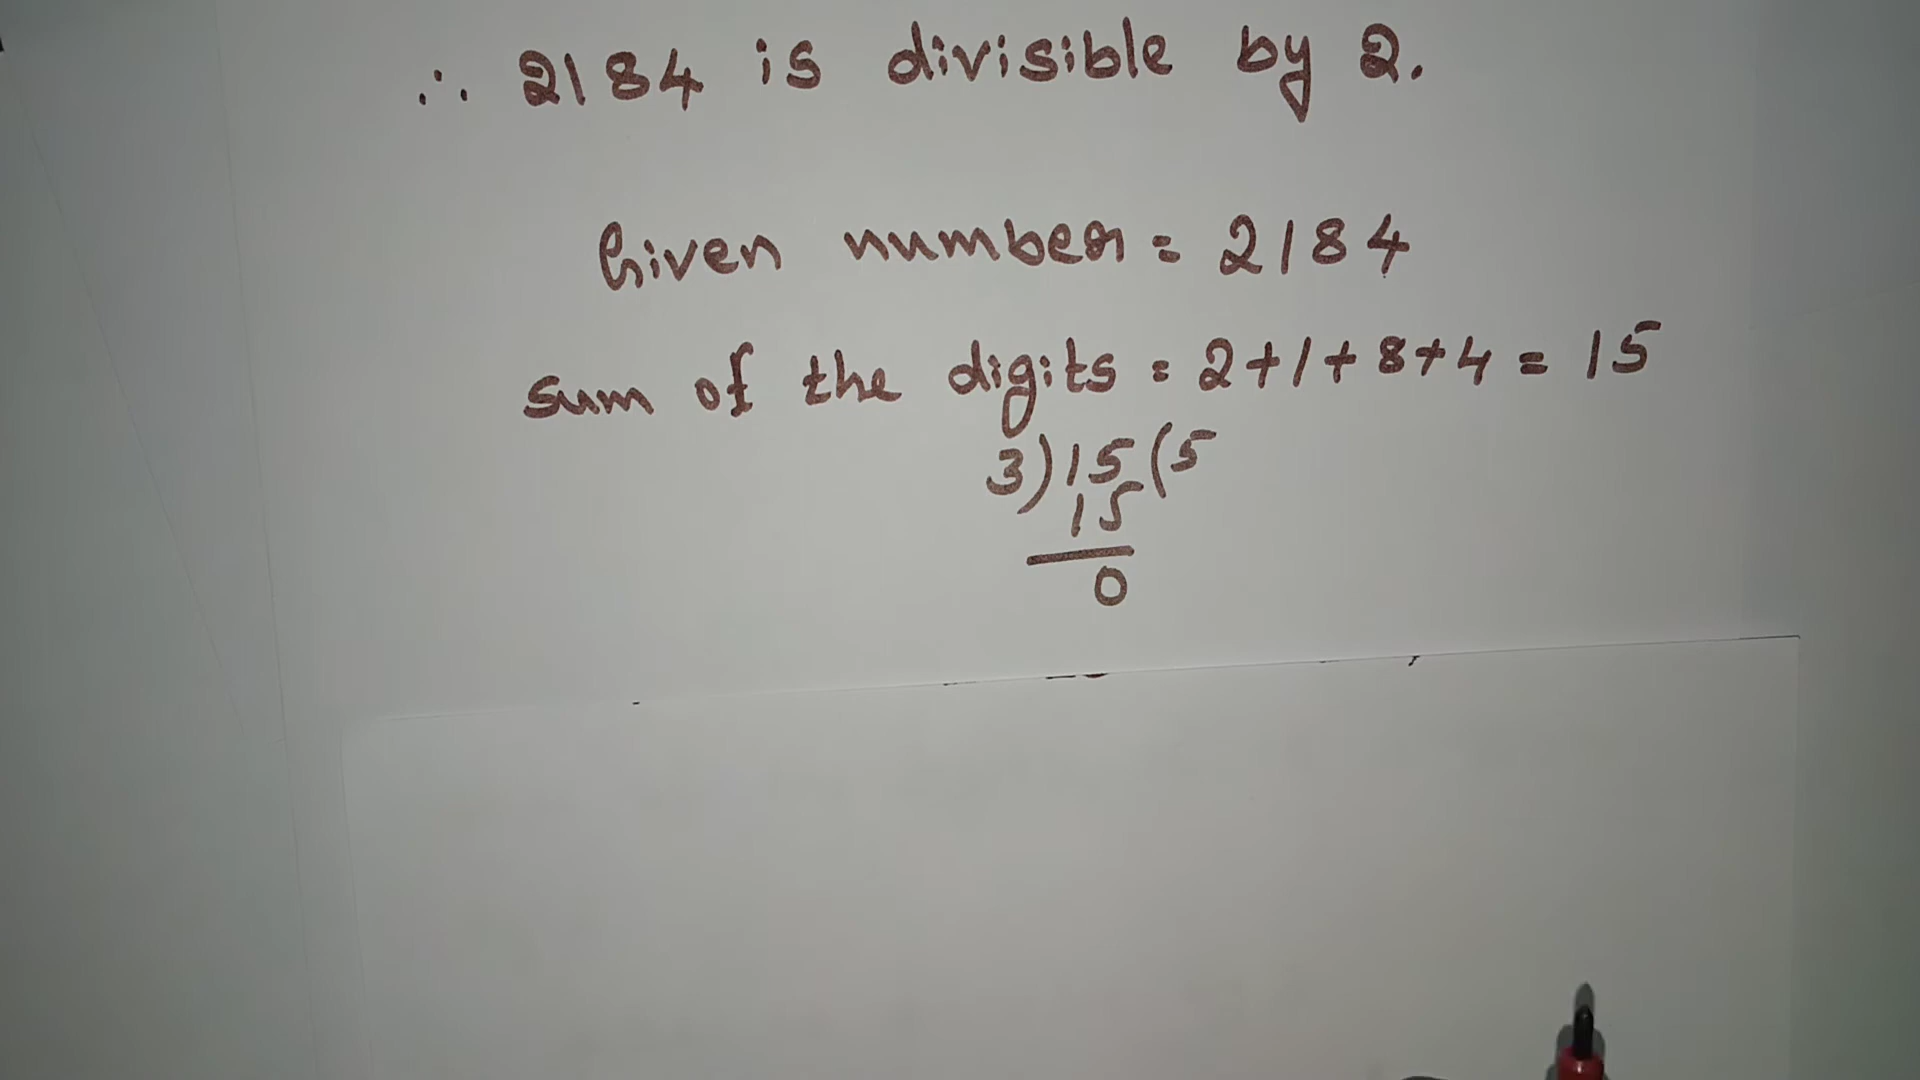 ∴ 2184 is divisible by 2.
Given number = 2184
sum of the digits = 2+1+8+4 = 15
3)15(5
15
0